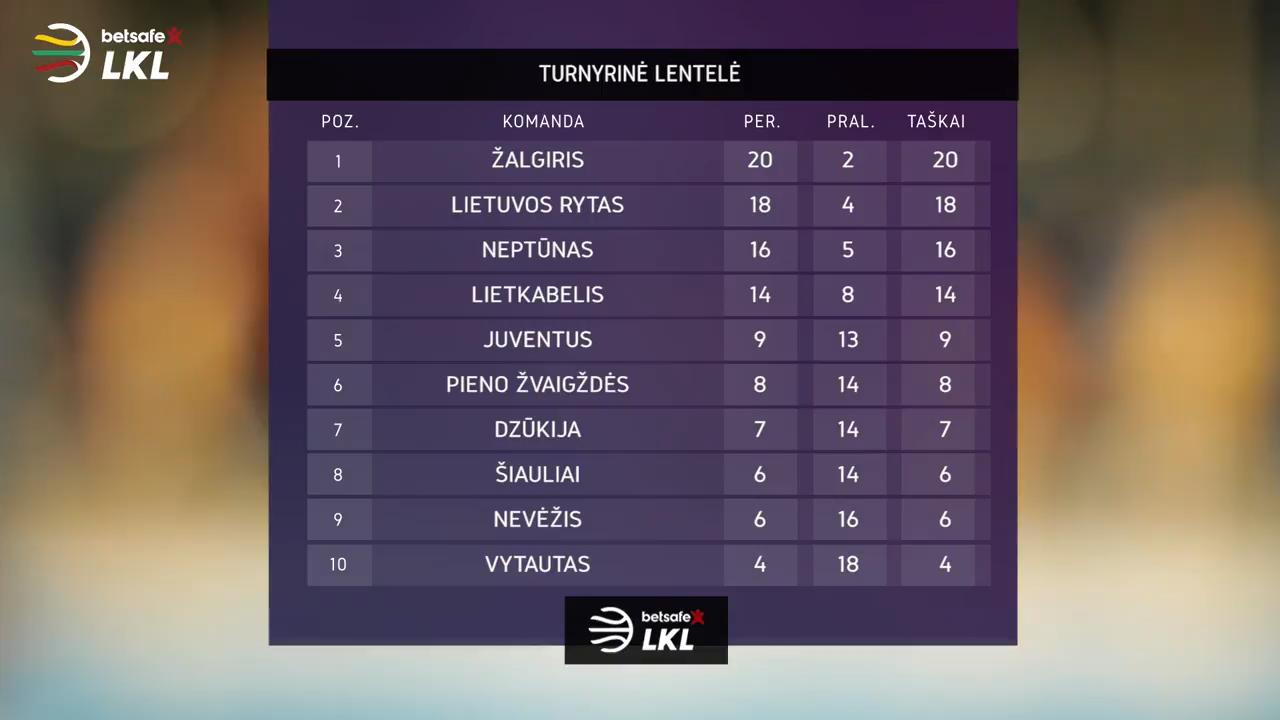 betsafe
LKL
TURNYRINĖ LENTELĖ
POZ. KOMANDA PER. PRAL. TAŠKAI
1 ŽALGIRIS 20 2 20
2 LIETUVOS RYTAS 18 4 18
3 NEPTŪNAS 16 5 16
4 LIETKABELIS 14 8 14
5 JUVENTUS 9 13 9
6 PIENO ŽVAIGŽDĖS 8 14 8
7 DZŪKIJA 7 14 7
8 ŠIAULIAI 6 14 6
9 NEVĖŽIS 6 16 6
10 VYTAUTAS 4 18 4
betsafe
LKL